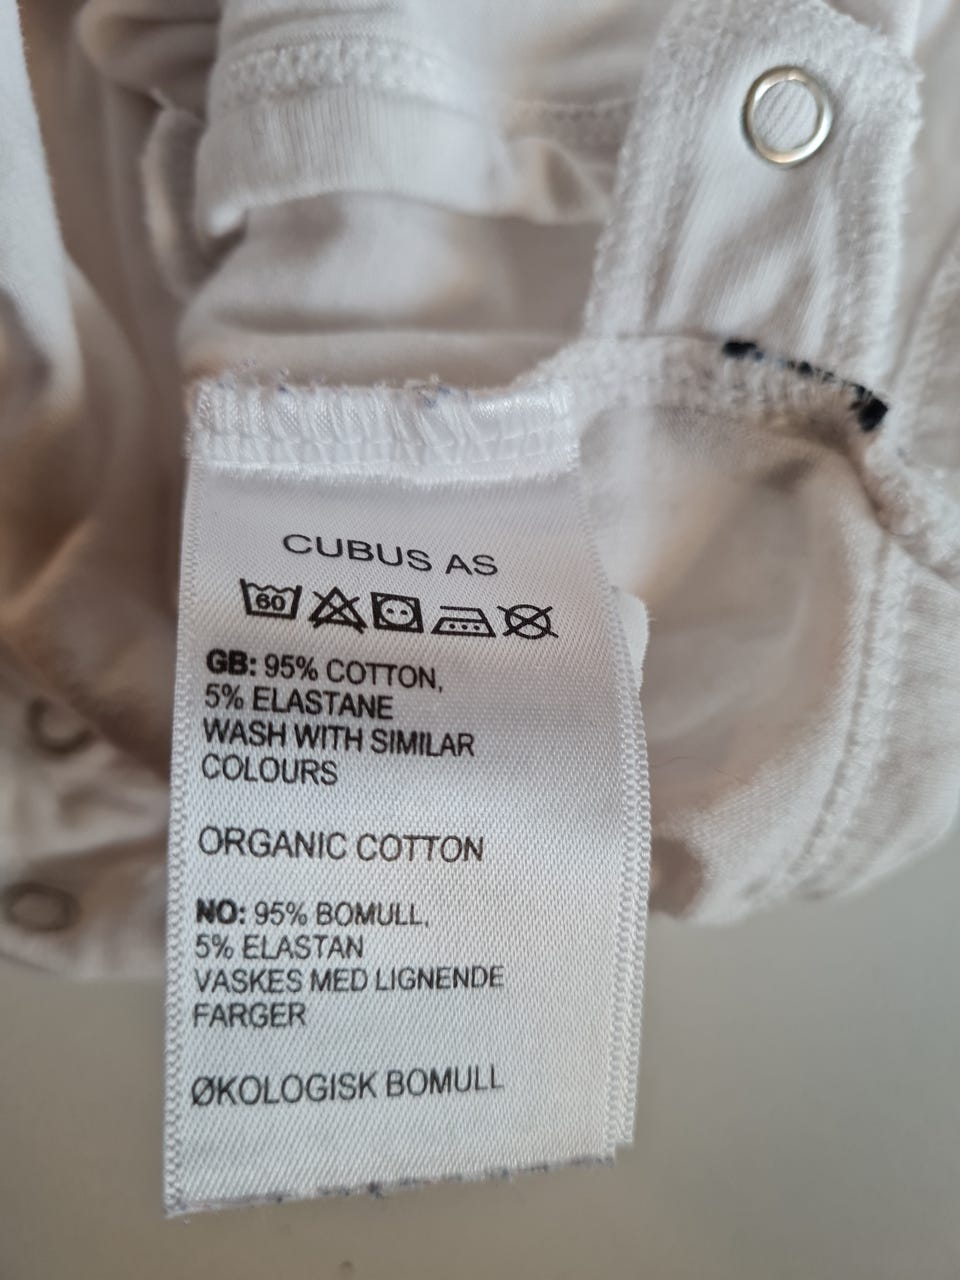 CUBUS AS
60
GB: 95% COTTON,
5% ELASTANE
WASH WITH SIMILAR
COLOURS
ORGANIC COTTON
NO: 95% BOMULL,
5% ELASTAN
VASKES MED LIGNENDE
FARGER
ØKOLOGISK BOMULL